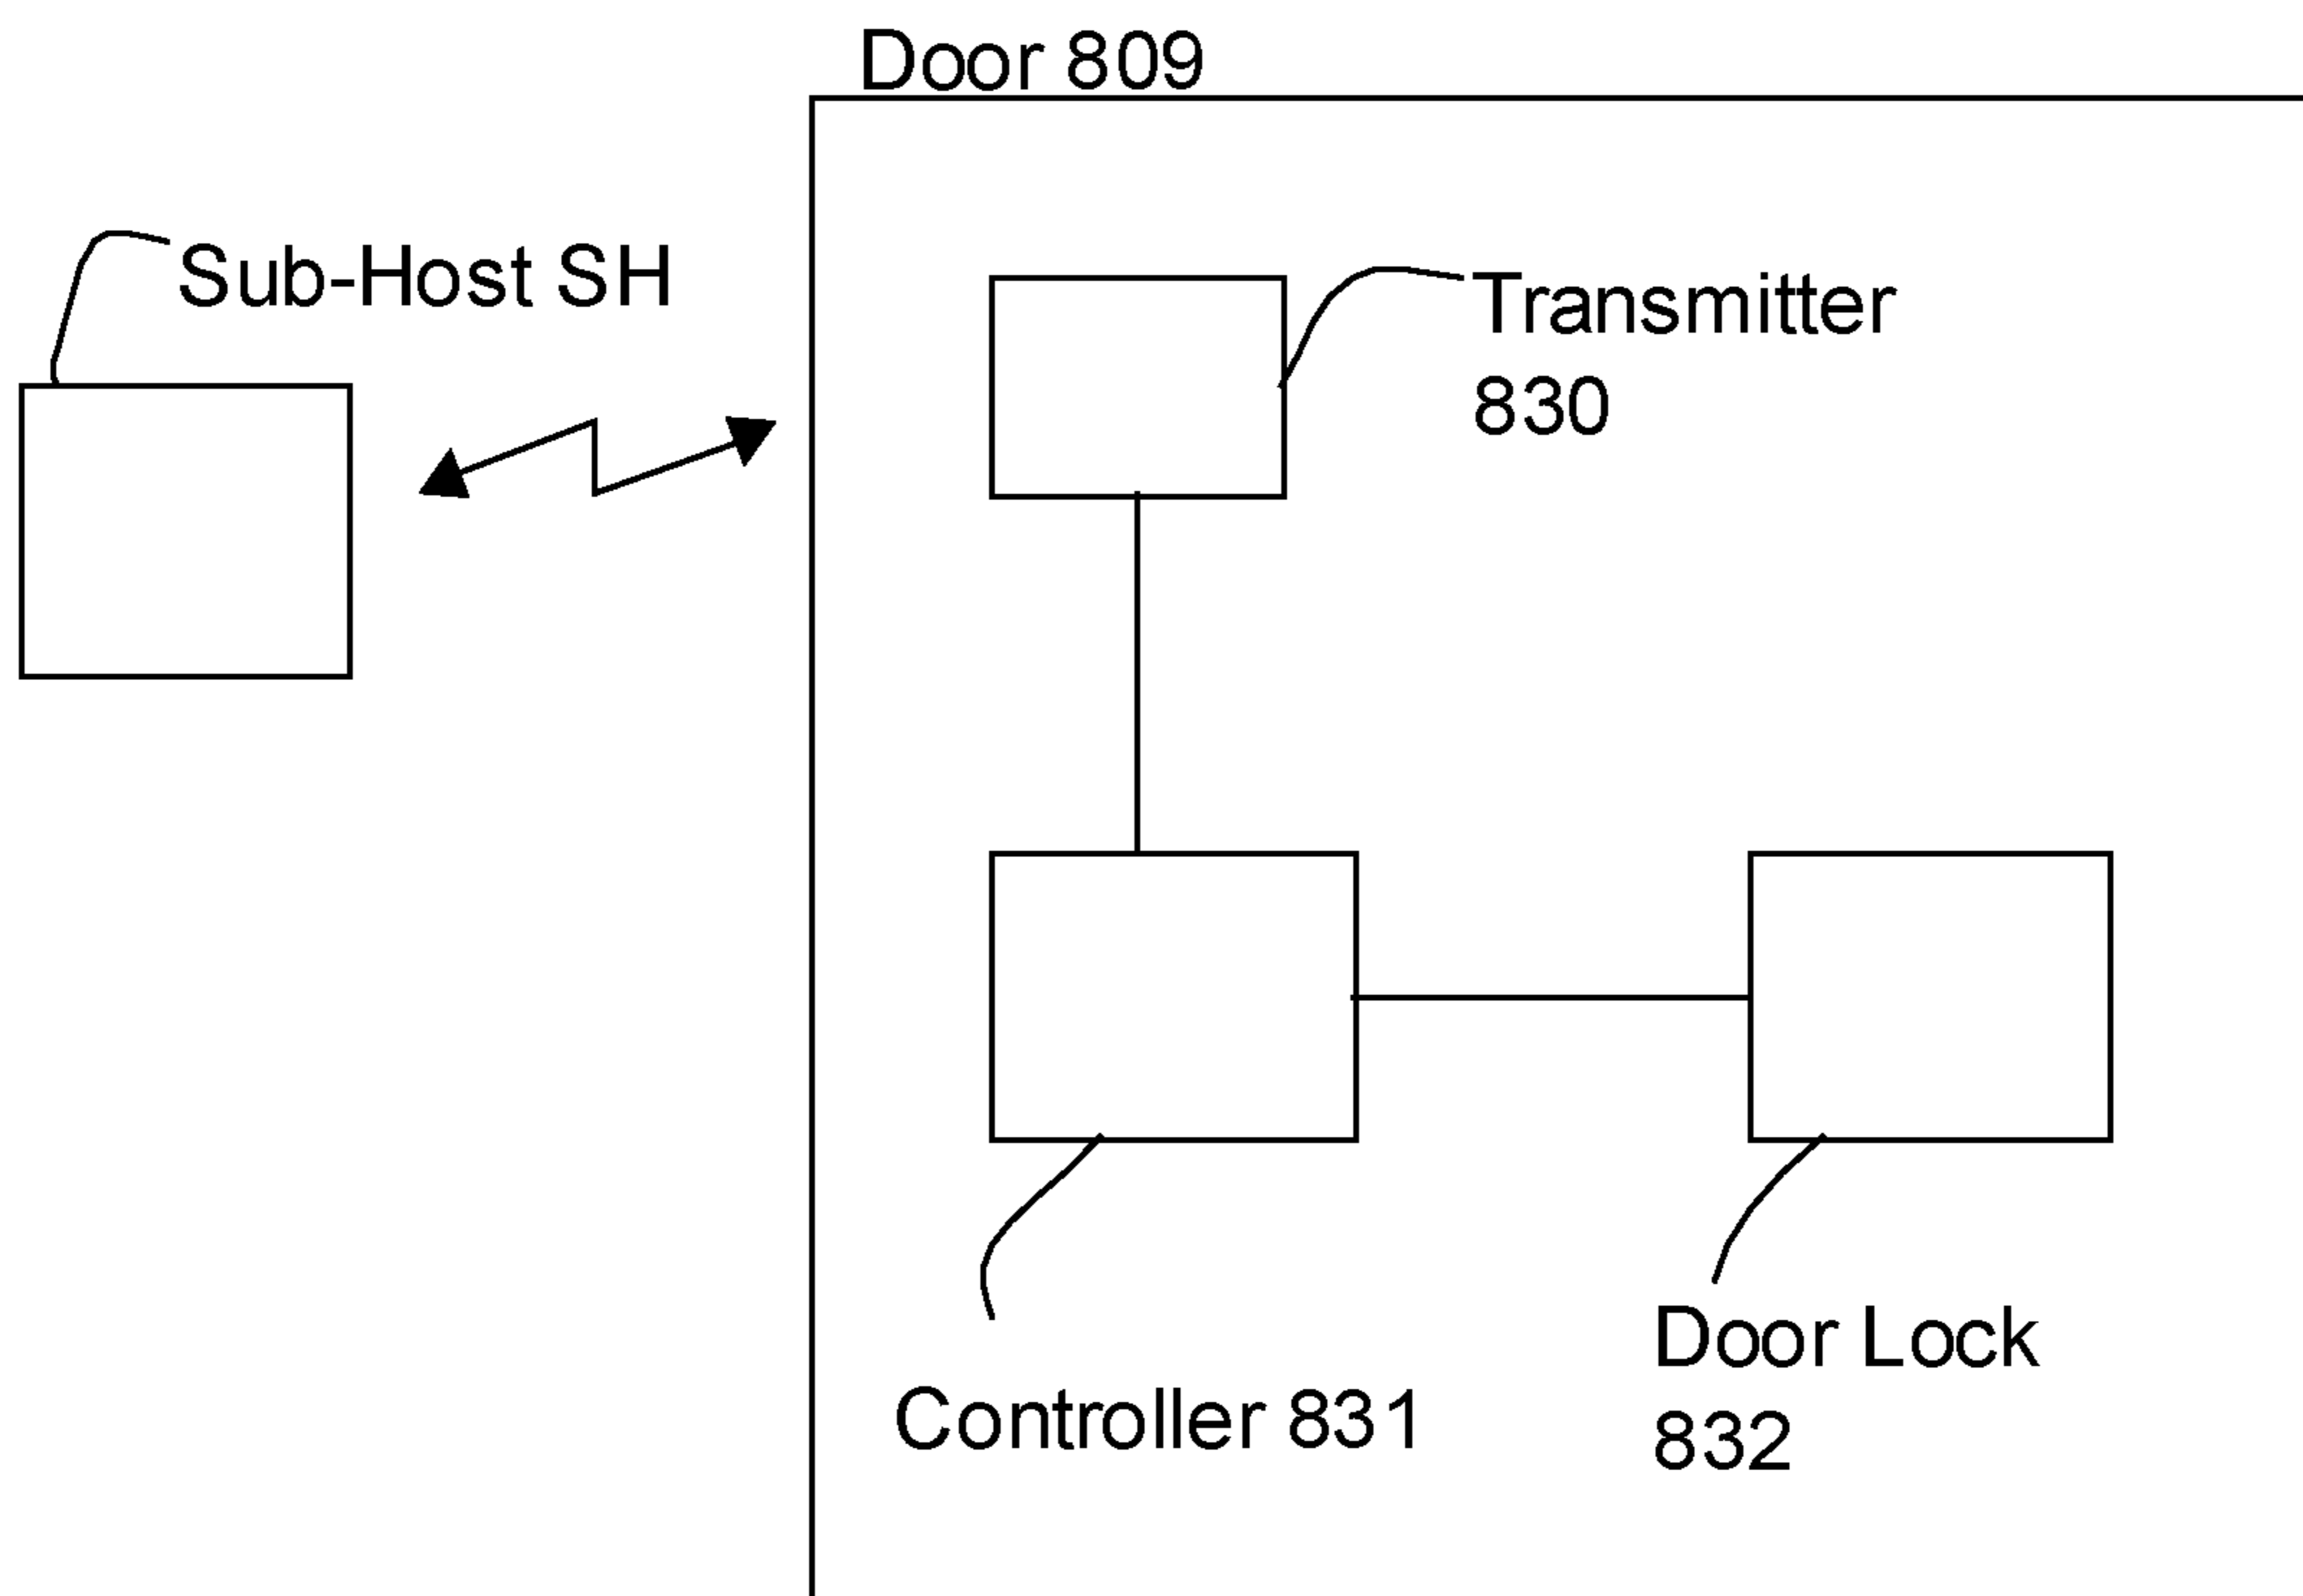 Door 809
Sub-Host SH
Transmitter
830
Controller 831
Door Lock
832